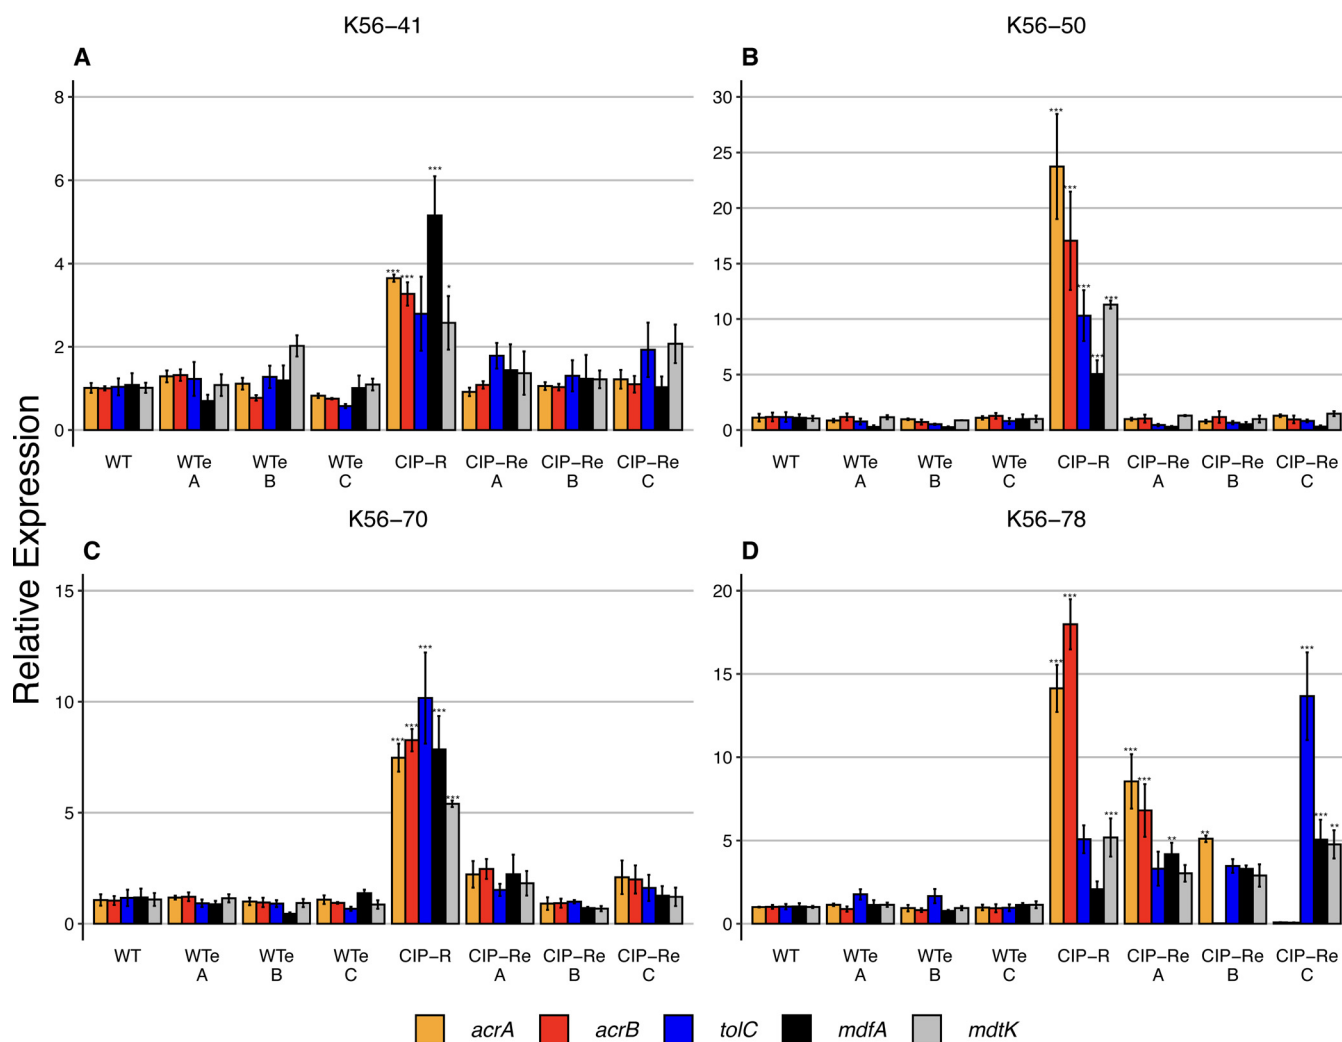 K56−41
A
8
6
4
2
0
WT
WTe A
WTe B
WTe C
CIP−R
CIP−Re A
CIP−Re B
CIP−Re C
***
***
***
*
K56−50
B
30
25
20
15
10
5
0
WT
WTe A
WTe B
WTe C
CIP−R
CIP−Re A
CIP−Re B
CIP−Re C
***
***
***
***
***
Relative Expression
K56−70
C
15
10
5
0
WT
WTe A
WTe B
WTe C
CIP−R
CIP−Re A
CIP−Re B
CIP−Re C
***
***
***
***
***
K56−78
D
20
15
10
5
0
WT
WTe A
WTe B
WTe C
CIP−R
CIP−Re A
CIP−Re B
CIP−Re C
***
***
***
***
***
**
**
***
***
**
acrA acrB tolC mdfA mdtK